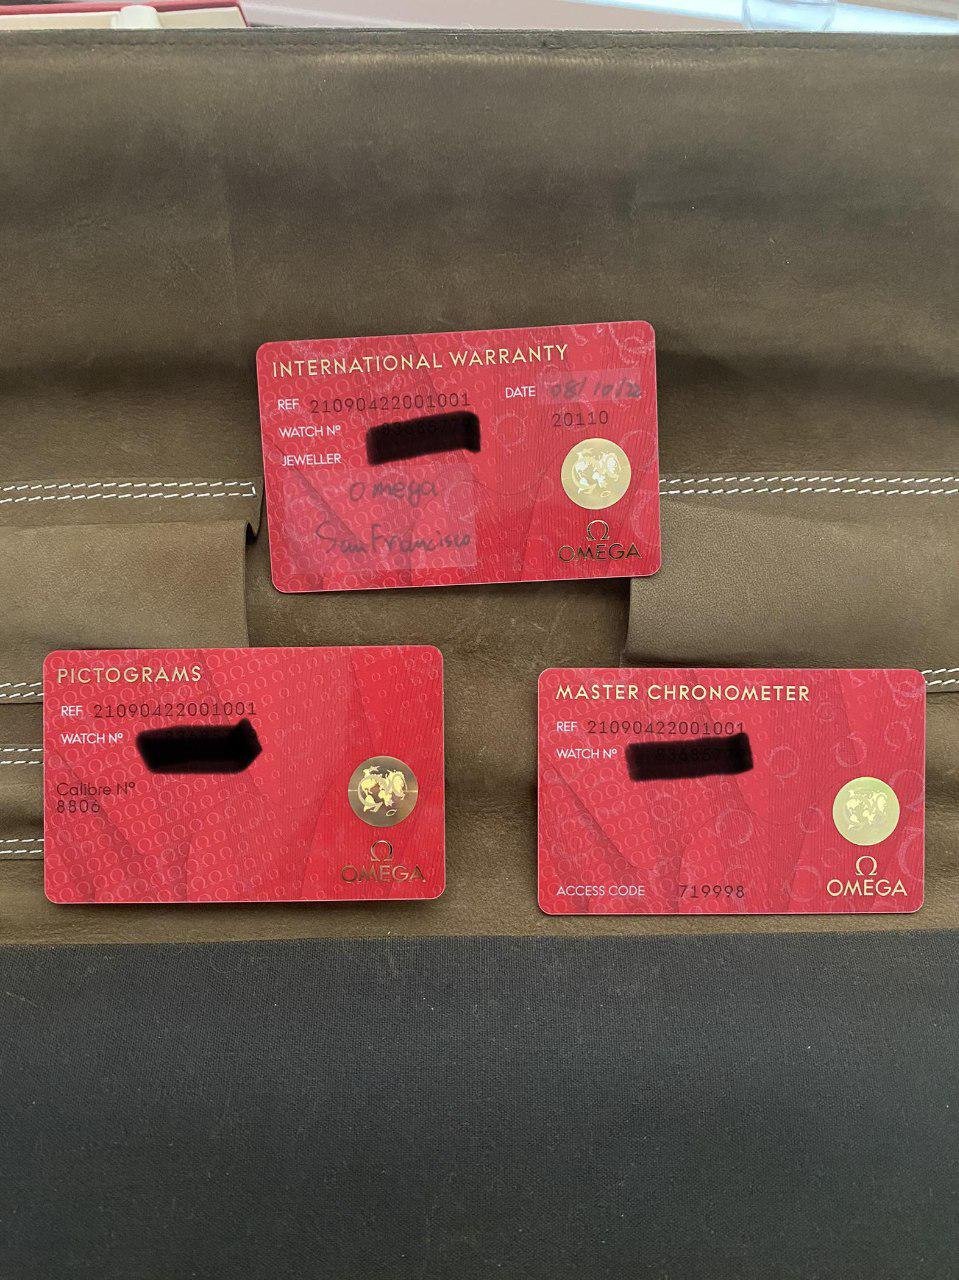 INTERNATIONAL WARRANTY
REF 21090422001001
DATE 08/10/22
WATCH Nº
20110
JEWELLER
Omega
San Francisco
Ω
OMEGA
PICTOGRAMS
REF 21090422001001
WATCH Nº
Calibre Nº
8806
Ω
OMEGA
MASTER CHRONOMETER
REF 21090422001001
WATCH Nº
ACCESS CODE 719998
Ω
OMEGA